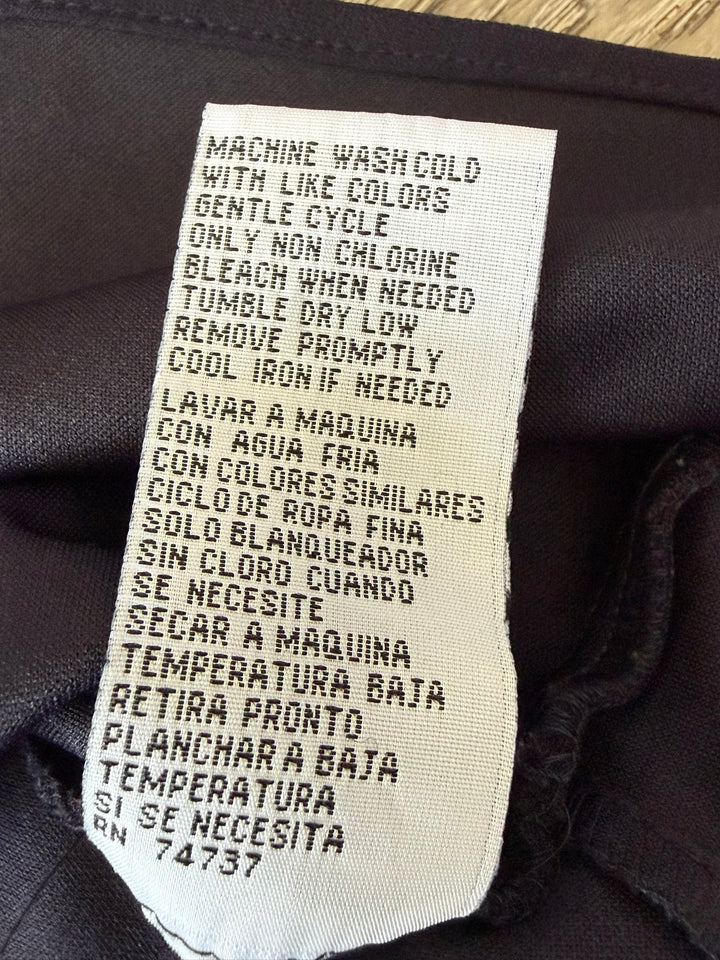 MACHINE WASH COLD
WITH LIKE COLORS
GENTLE CYCLE
ONLY NON CHLORINE
BLEACH WHEN NEEDED
TUMBLE DRY LOW
REMOVE PROMPTLY
COOL IRON IF NEEDED
LAVAR A MAQUINA
CON AGUA FRIA
CON COLORES SIMILARES
CICLO DE ROPA FINA
SOLO BLANQUEADOR
SIN CLORO CUANDO
SE NECESITE
SECAR A MAQUINA
TEMPERATURA BAJA
RETIRA PRONTO
PLANCHAR A BAJA
TEMPERATURA
SI SE NECESITA
RN 74737